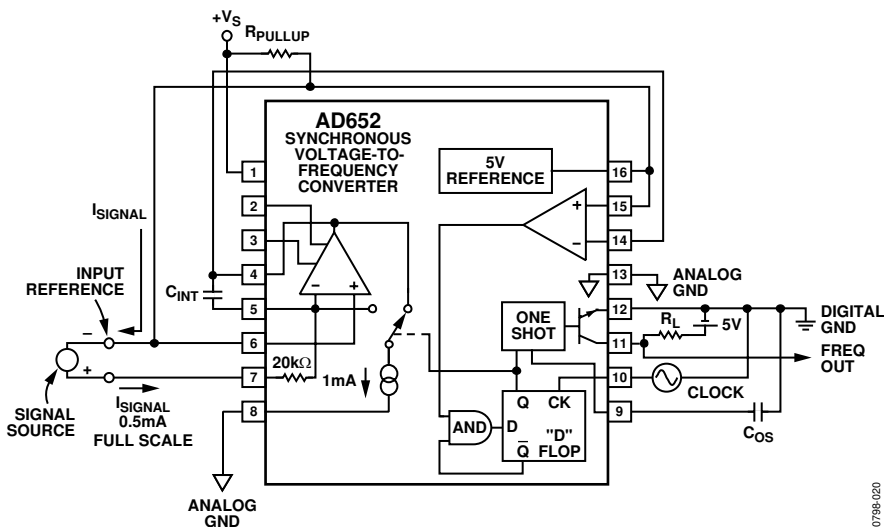 +VS
RPULLUP
AD652
SYNCHRONOUS
VOLTAGE-TO-
FREQUENCY
CONVERTER
5V
REFERENCE
1
2
3
4
5
6
7
8
16
15
14
13
12
11
10
9
ISIGNAL
INPUT
REFERENCE
CINT
–
+
SIGNAL
SOURCE
ISIGNAL
0.5mA
FULL SCALE
ANALOG
GND
20kΩ
1mA
–
+
+
–
ONE
SHOT
AND
D
Q
CK
"D"
FLOP
Q̅
ANALOG
GND
RL
5V
DIGITAL
GND
FREQ
OUT
CLOCK
COS
0798-020